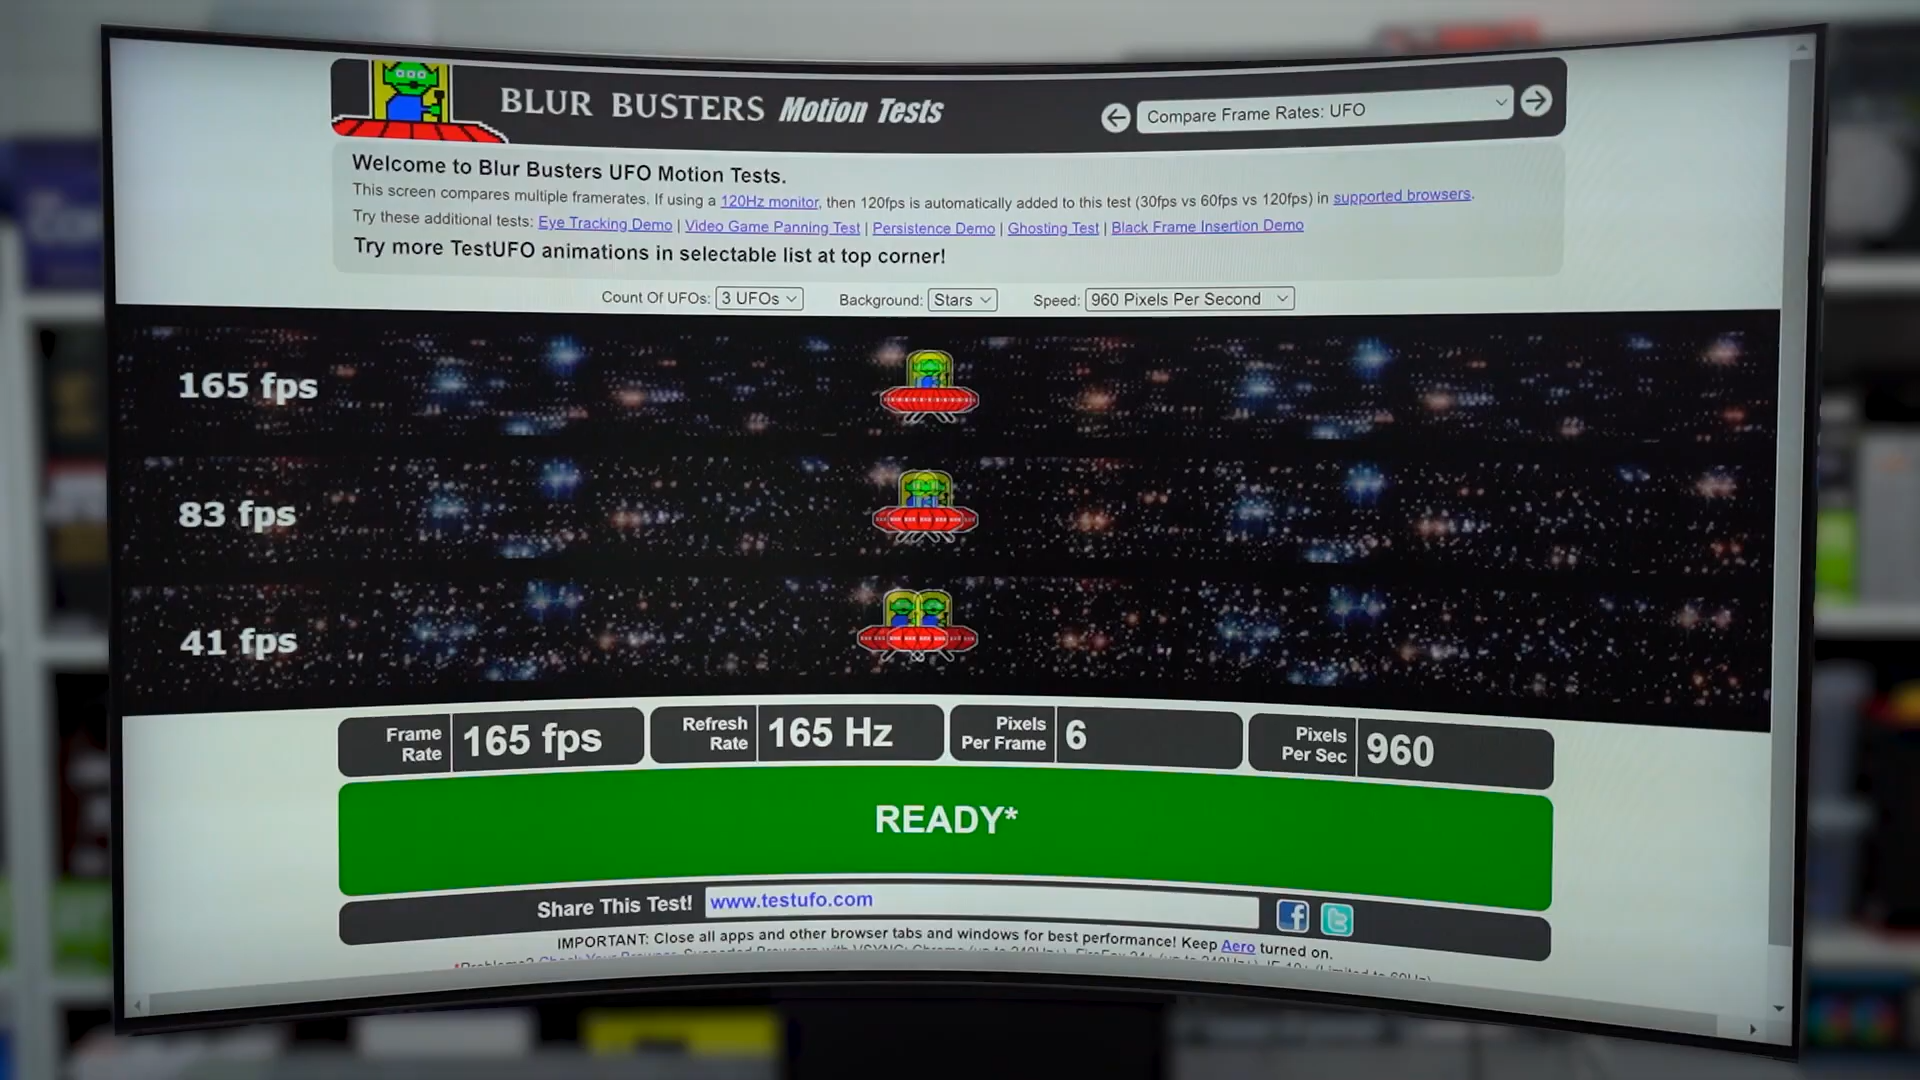 BLUR BUSTERS Motion Tests
Compare Frame Rates: UFO
Welcome to Blur Busters UFO Motion Tests.
This screen compares multiple framerates. If using a 120Hz monitor, then 120fps is automatically added to this test (30fps vs 60fps vs 120fps) in supported browsers.
Try these additional tests: Eye Tracking Demo | Video Game Panning Test | Persistence Demo | Ghosting Test | Black Frame Insertion Demo
Try more TestUFO animations in selectable list at top corner!
Count Of UFOs: 3 UFOs Background: Stars Speed: 960 Pixels Per Second
165 fps
83 fps
41 fps
Frame Rate 165 fps
Refresh Rate 165 Hz
Pixels Per Frame 6
Pixels Per Sec 960
READY*
Share This Test! www.testufo.com
IMPORTANT: Close all apps and other browser tabs and windows for best performance! Keep Aero turned on.